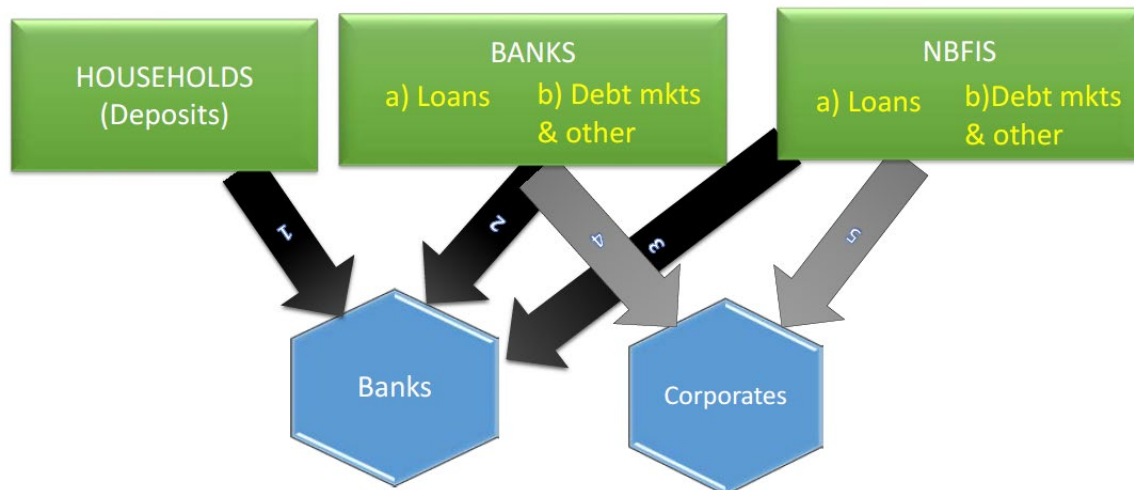 HOUSEHOLDS
(Deposits)
BANKS
a) Loans b) Debt mkts
& other
NBFIS
a) Loans b)Debt mkts
& other
1
2
3
4
5
Banks
Corporates